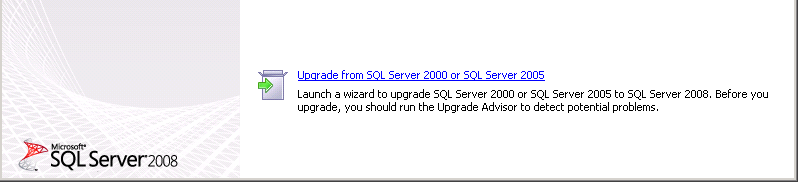 Upgrade from SQL Server 2000 or SQL Server 2005
Launch a wizard to upgrade SQL Server 2000 or SQL Server 2005 to SQL Server 2008. Before you
upgrade, you should run the Upgrade Advisor to detect potential problems.
Microsoft®
SQL Server®2008